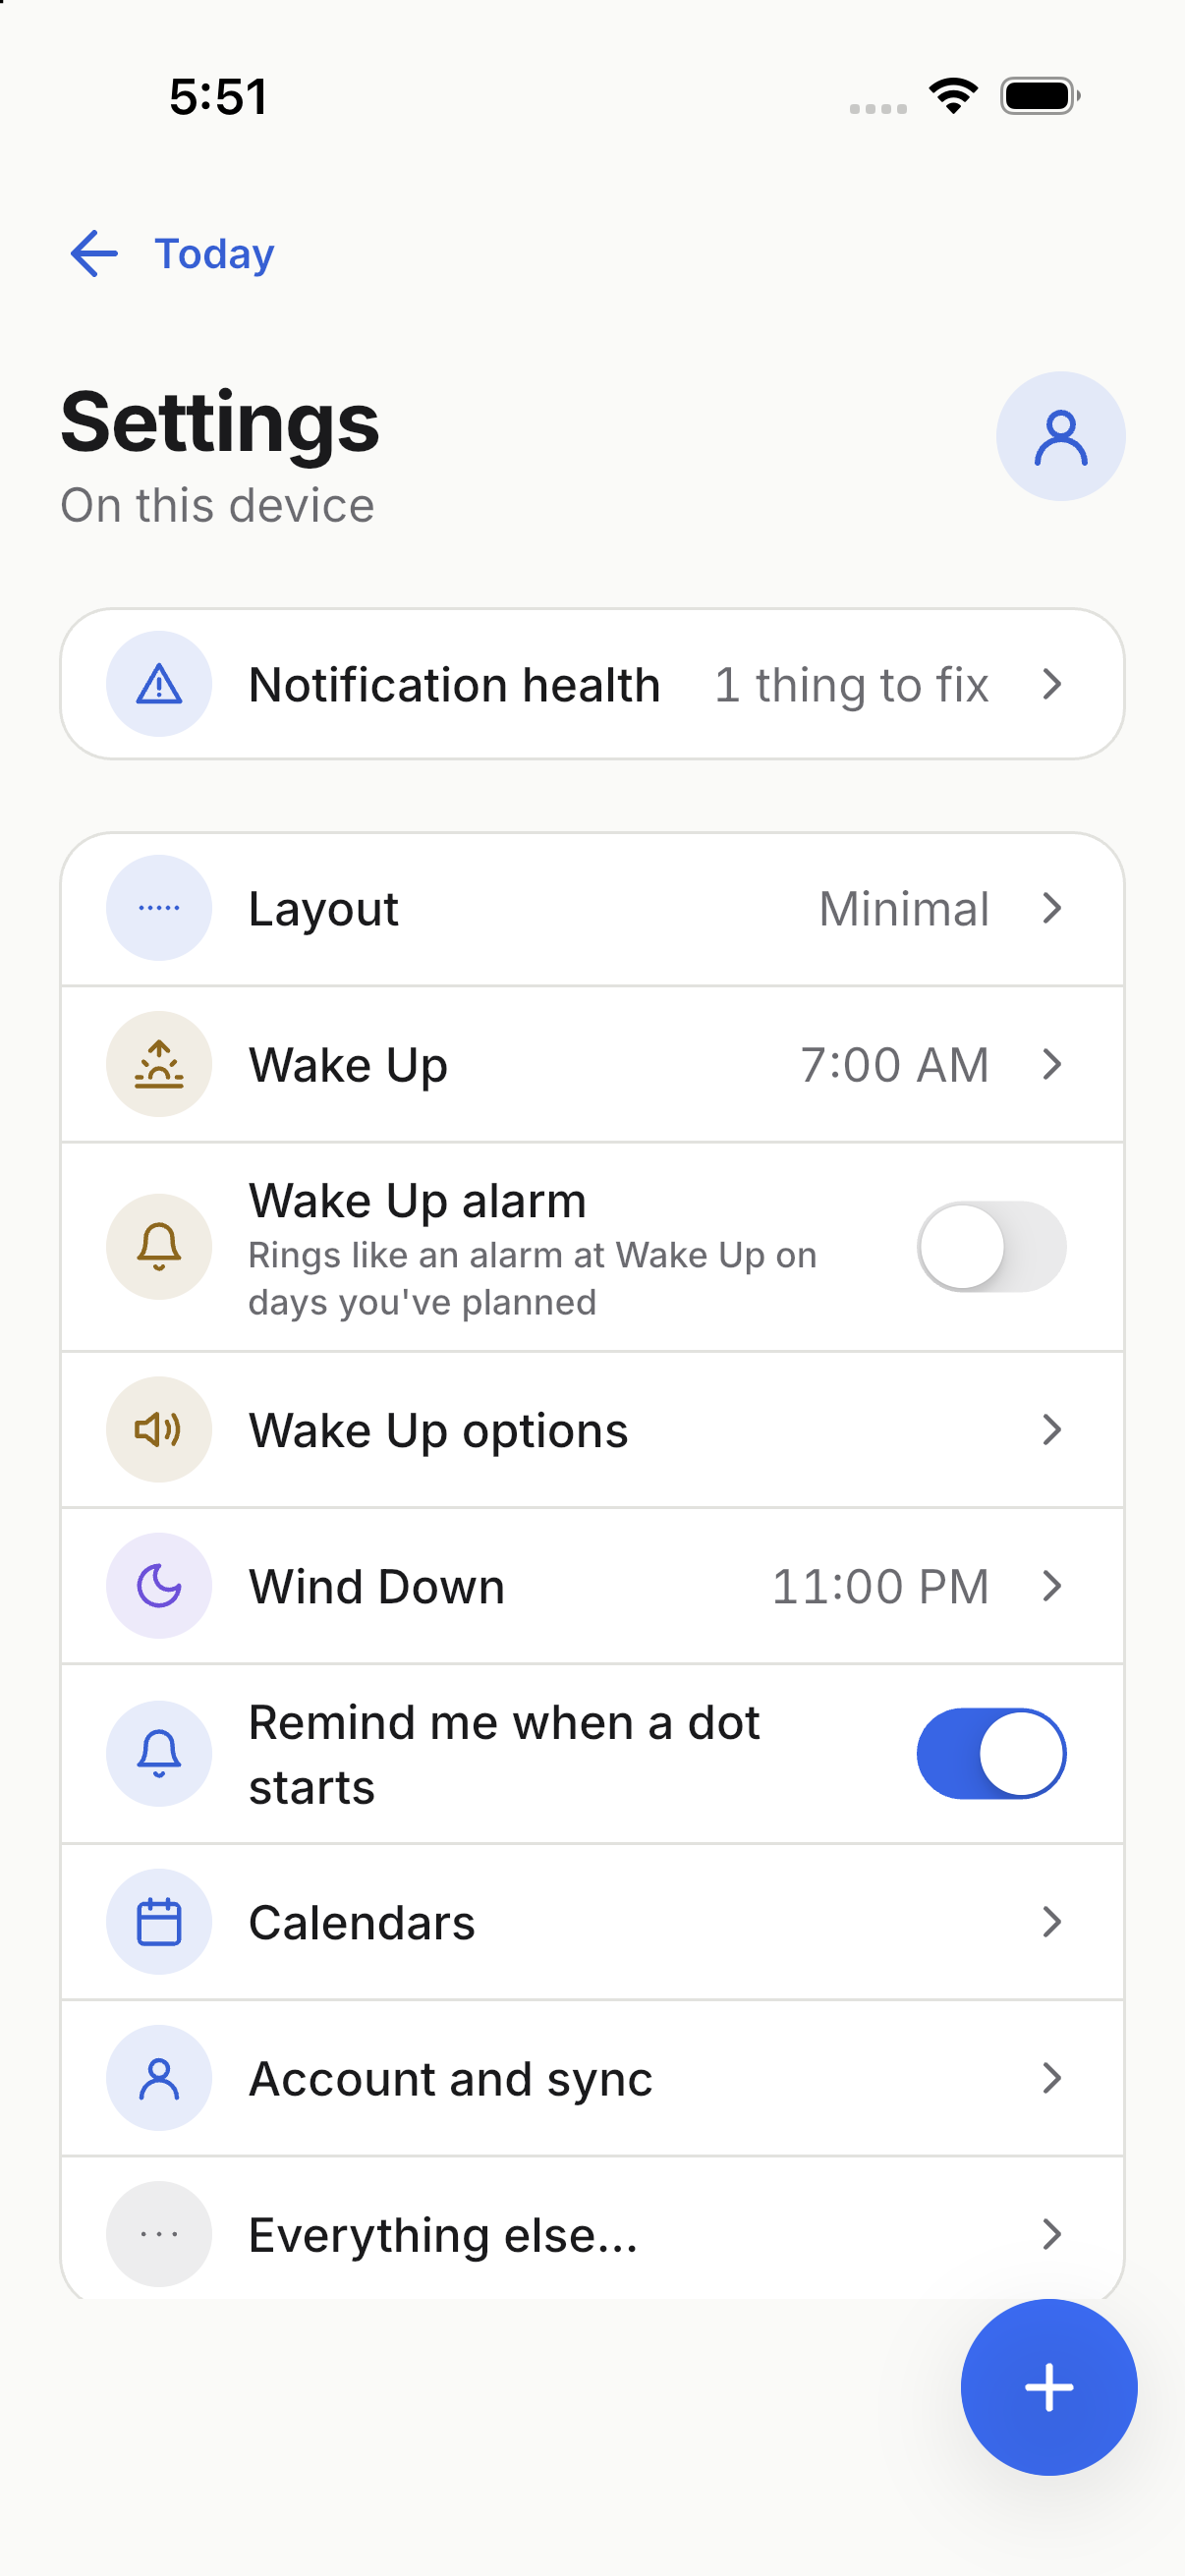 5:51
Today
Settings
On this device
Notification health 1 thing to fix
Layout Minimal
Wake Up 7:00 AM
Wake Up alarm
Rings like an alarm at Wake Up on
days you've planned
Wake Up options
Wind Down 11:00 PM
Remind me when a dot
starts
Calendars
Account and sync
Everything else...